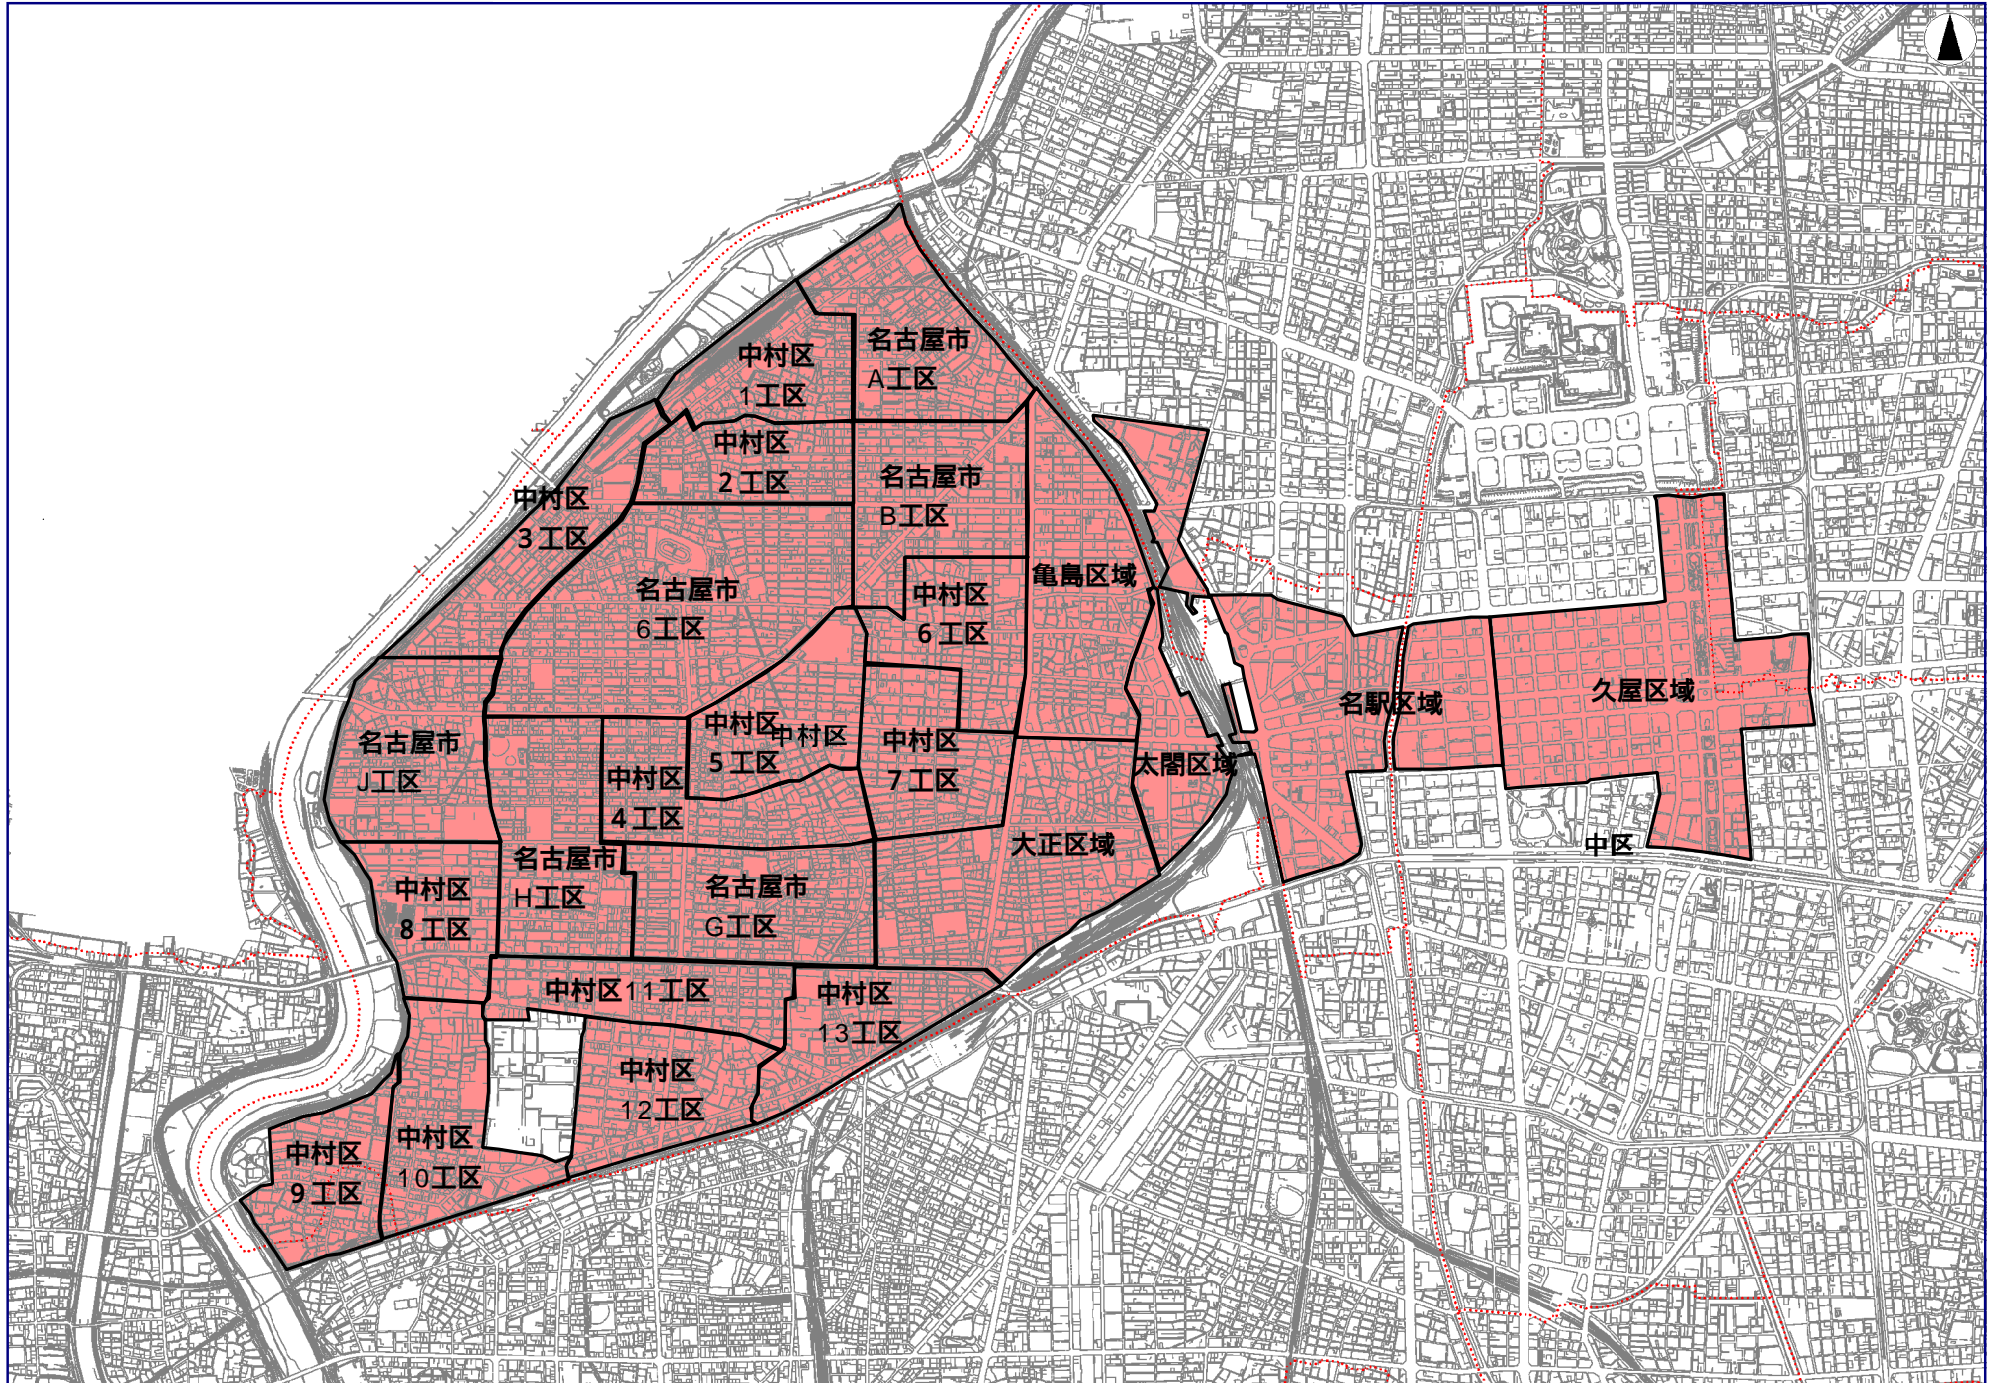 名古屋市
A工区
中村区
1工区
中村区
2工区
名古屋市
B工区
中村区
3工区
亀島区域
名古屋市
6工区
中村区
6工区
名駅区域
久屋区域
名古屋市
J工区
中村区
5工区
中村区
中村区
7工区
太閤区域
中村区
4工区
大正区域
中区
名古屋市
H工区
名古屋市
G工区
中村区
8工区
中村区11工区
中村区
13工区
中村区
12工区
中村区
10工区
中村区
9工区